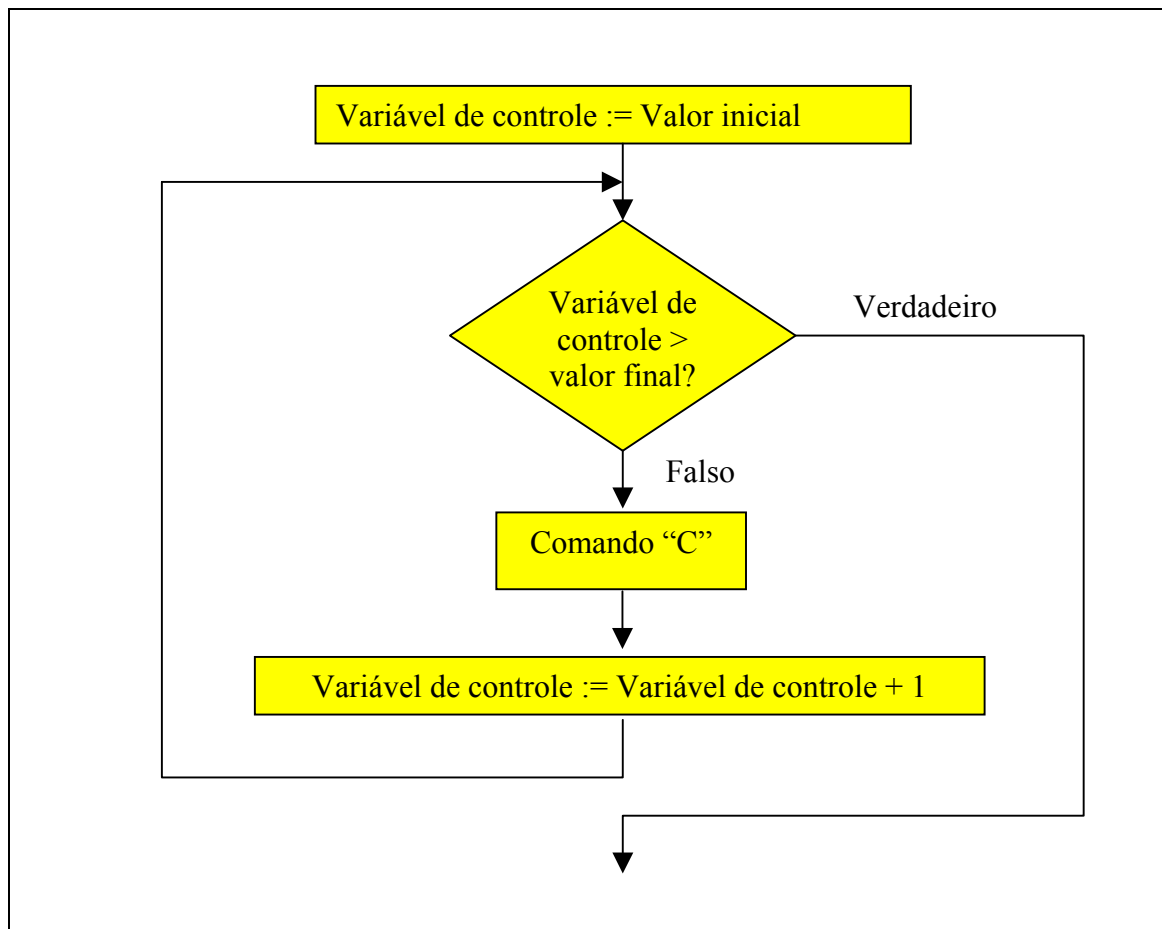 Variável de controle := Valor inicial
Variável de
controle >
valor final?
Verdadeiro
Falso
Comando “C”
Variável de controle := Variável de controle + 1